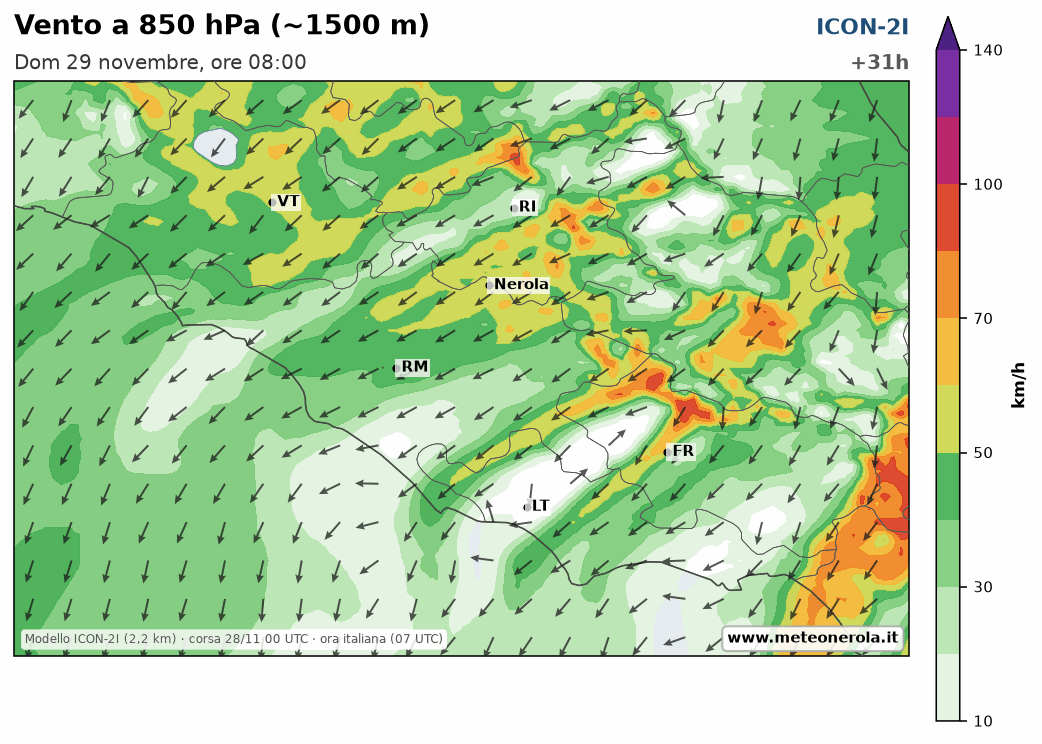 Vento a 850 hPa (~1500 m)
ICON-2I
Dom 29 novembre, ore 08:00
+31h
VT
RI
Nerola
RM
FR
LT
Modello ICON-2I (2,2 km) · corsa 28/11 00 UTC · ora italiana (07 UTC)
www.meteonerola.it
140
100
70
50
30
10
km/h